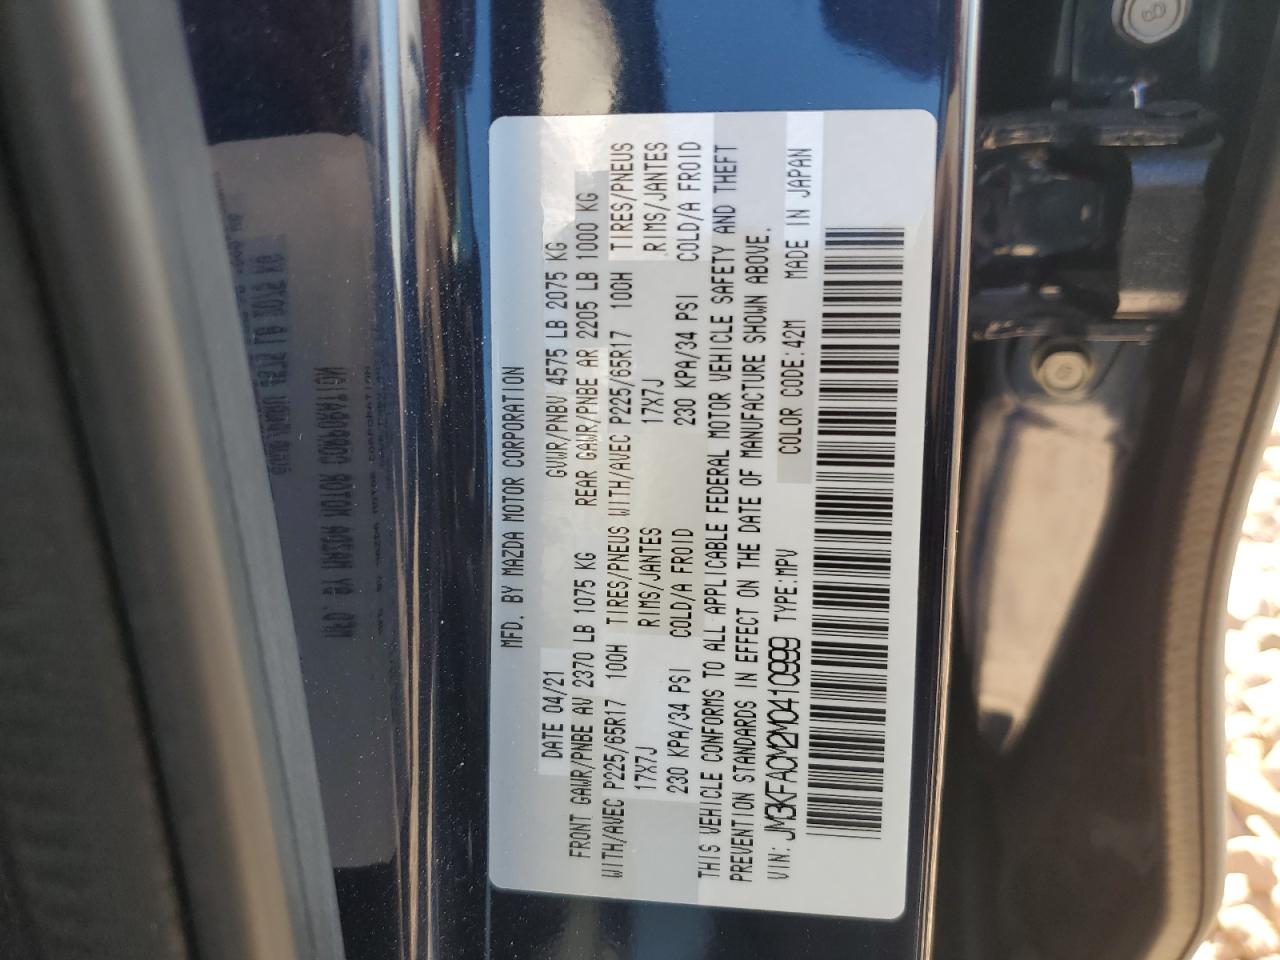 MFD. BY MAZDA MOTOR CORPORATION
DATE 04/21 GVWR/PNBV 4575 LB 2075 KG
FRONT GAWR/PNBE AV 2370 LB 1075 KG REAR GAWR/PNBE AR 2205 LB 1000 KG
WITH/AVEC P225/65R17 100H TIRES/PNEUS WITH/AVEC P225/65R17 100H TIRES/PNEUS
17X7J RIMS/JANTES 17X7J RIMS/JANTES
230 KPA/34 PSI COLD/A FROID 230 KPA/34 PSI COLD/A FROID
THIS VEHICLE CONFORMS TO ALL APPLICABLE FEDERAL MOTOR VEHICLE SAFETY AND THEFT
PREVENTION STANDARDS IN EFFECT ON THE DATE OF MANUFACTURE SHOWN ABOVE.
VIN: JM3KFACM2M0410999 TYPE:MPV COLOR CODE:42M MADE IN JAPAN
8